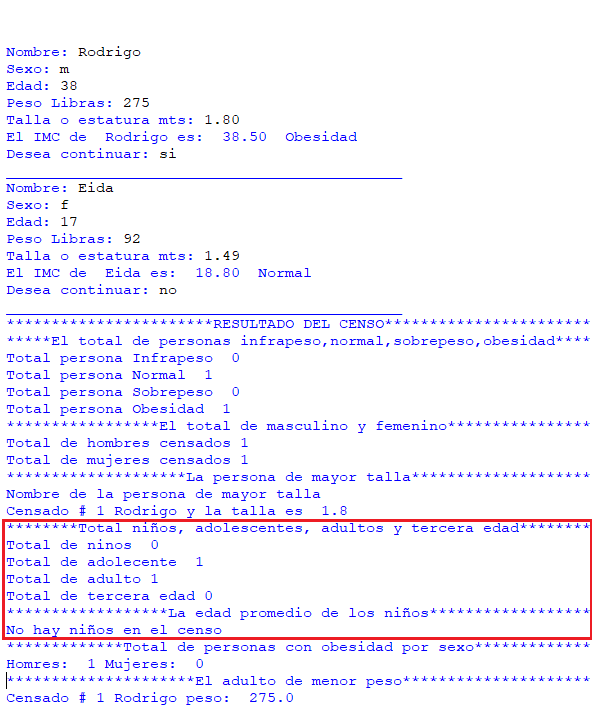 Nombre: Rodrigo
Sexo: m
Edad: 38
Peso Libras: 275
Talla o estatura mts: 1.80
El IMC de  Rodrigo es:  38.50  Obesidad
Desea continuar: si
____________________________________________
Nombre: Eida
Sexo: f
Edad: 17
Peso Libras: 92
Talla o estatura mts: 1.49
El IMC de  Eida es:  18.80  Normal
Desea continuar: no
____________________________________________
***********************RESULTADO DEL CENSO***********************
*****El total de personas infrapeso,normal,sobrepeso,obesidad****
Total persona Infrapeso  0
Total persona Normal  1
Total persona Sobrepeso  0
Total persona Obesidad  1
*****************El total de masculino y femenino****************
Total de hombres censados 1
Total de mujeres censados 1
********************La persona de mayor talla********************
Nombre de la persona de mayor talla
Censado # 1 Rodrigo y la talla es  1.8
********Total niños, adolescentes, adultos y tercera edad********
Total de ninos  0
Total de adolecente  1
Total de adulto 1
Total de tercera edad 0
******************La edad promedio de los niños******************
No hay niños en el censo
*************Total de personas con obesidad por sexo*************
Homres:  1 Mujeres:  0
*********************El adulto de menor peso*********************
Censado # 1 Rodrigo peso:  275.0